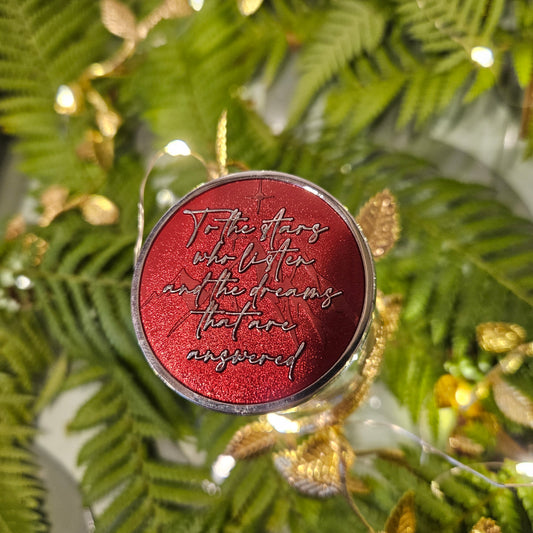 To the stars
who listen
and the dreams
that are
answered